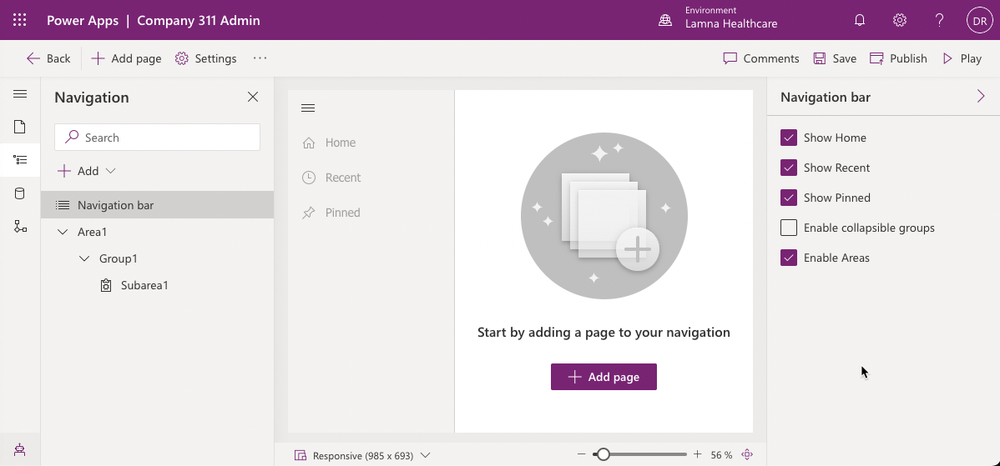 Power Apps | Company 311 Admin
Environment
Lamna Healthcare
?
DR
Back
Add page
Settings
...
Comments
Save
Publish
Play
Navigation
Search
Add
Navigation bar
Area1
Group1
Subarea1
Home
Recent
Pinned
Start by adding a page to your navigation
Add page
Responsive (985 x 693)
56 %
Navigation bar
Show Home
Show Recent
Show Pinned
Enable collapsible groups
Enable Areas